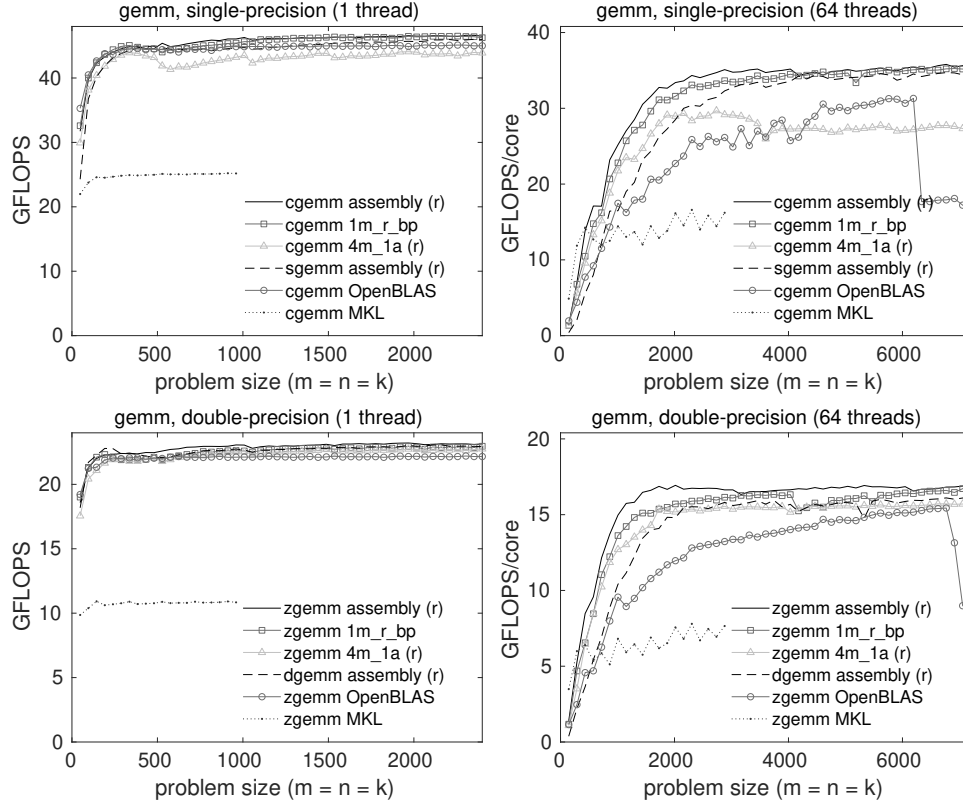 gemm, single-precision (1 thread)
GFLOPS
40
30
20
10
0
cgemm assembly (r)
cgemm 1m_r_bp
cgemm 4m_1a (r)
sgemm assembly (r)
cgemm OpenBLAS
cgemm MKL
0 500 1000 1500 2000
problem size (m = n = k)
gemm, single-precision (64 threads)
GFLOPS/core
40
30
20
10
0
cgemm assembly (r)
cgemm 1m_r_bp
cgemm 4m_1a (r)
sgemm assembly (r)
cgemm OpenBLAS
cgemm MKL
0 2000 4000 6000
problem size (m = n = k)
gemm, double-precision (1 thread)
GFLOPS
20
15
10
5
0
zgemm assembly (r)
zgemm 1m_r_bp
zgemm 4m_1a (r)
dgemm assembly (r)
zgemm OpenBLAS
zgemm MKL
0 500 1000 1500 2000
problem size (m = n = k)
gemm, double-precision (64 threads)
GFLOPS/core
20
15
10
5
0
zgemm assembly (r)
zgemm 1m_r_bp
zgemm 4m_1a (r)
dgemm assembly (r)
zgemm OpenBLAS
zgemm MKL
0 2000 4000 6000
problem size (m = n = k)